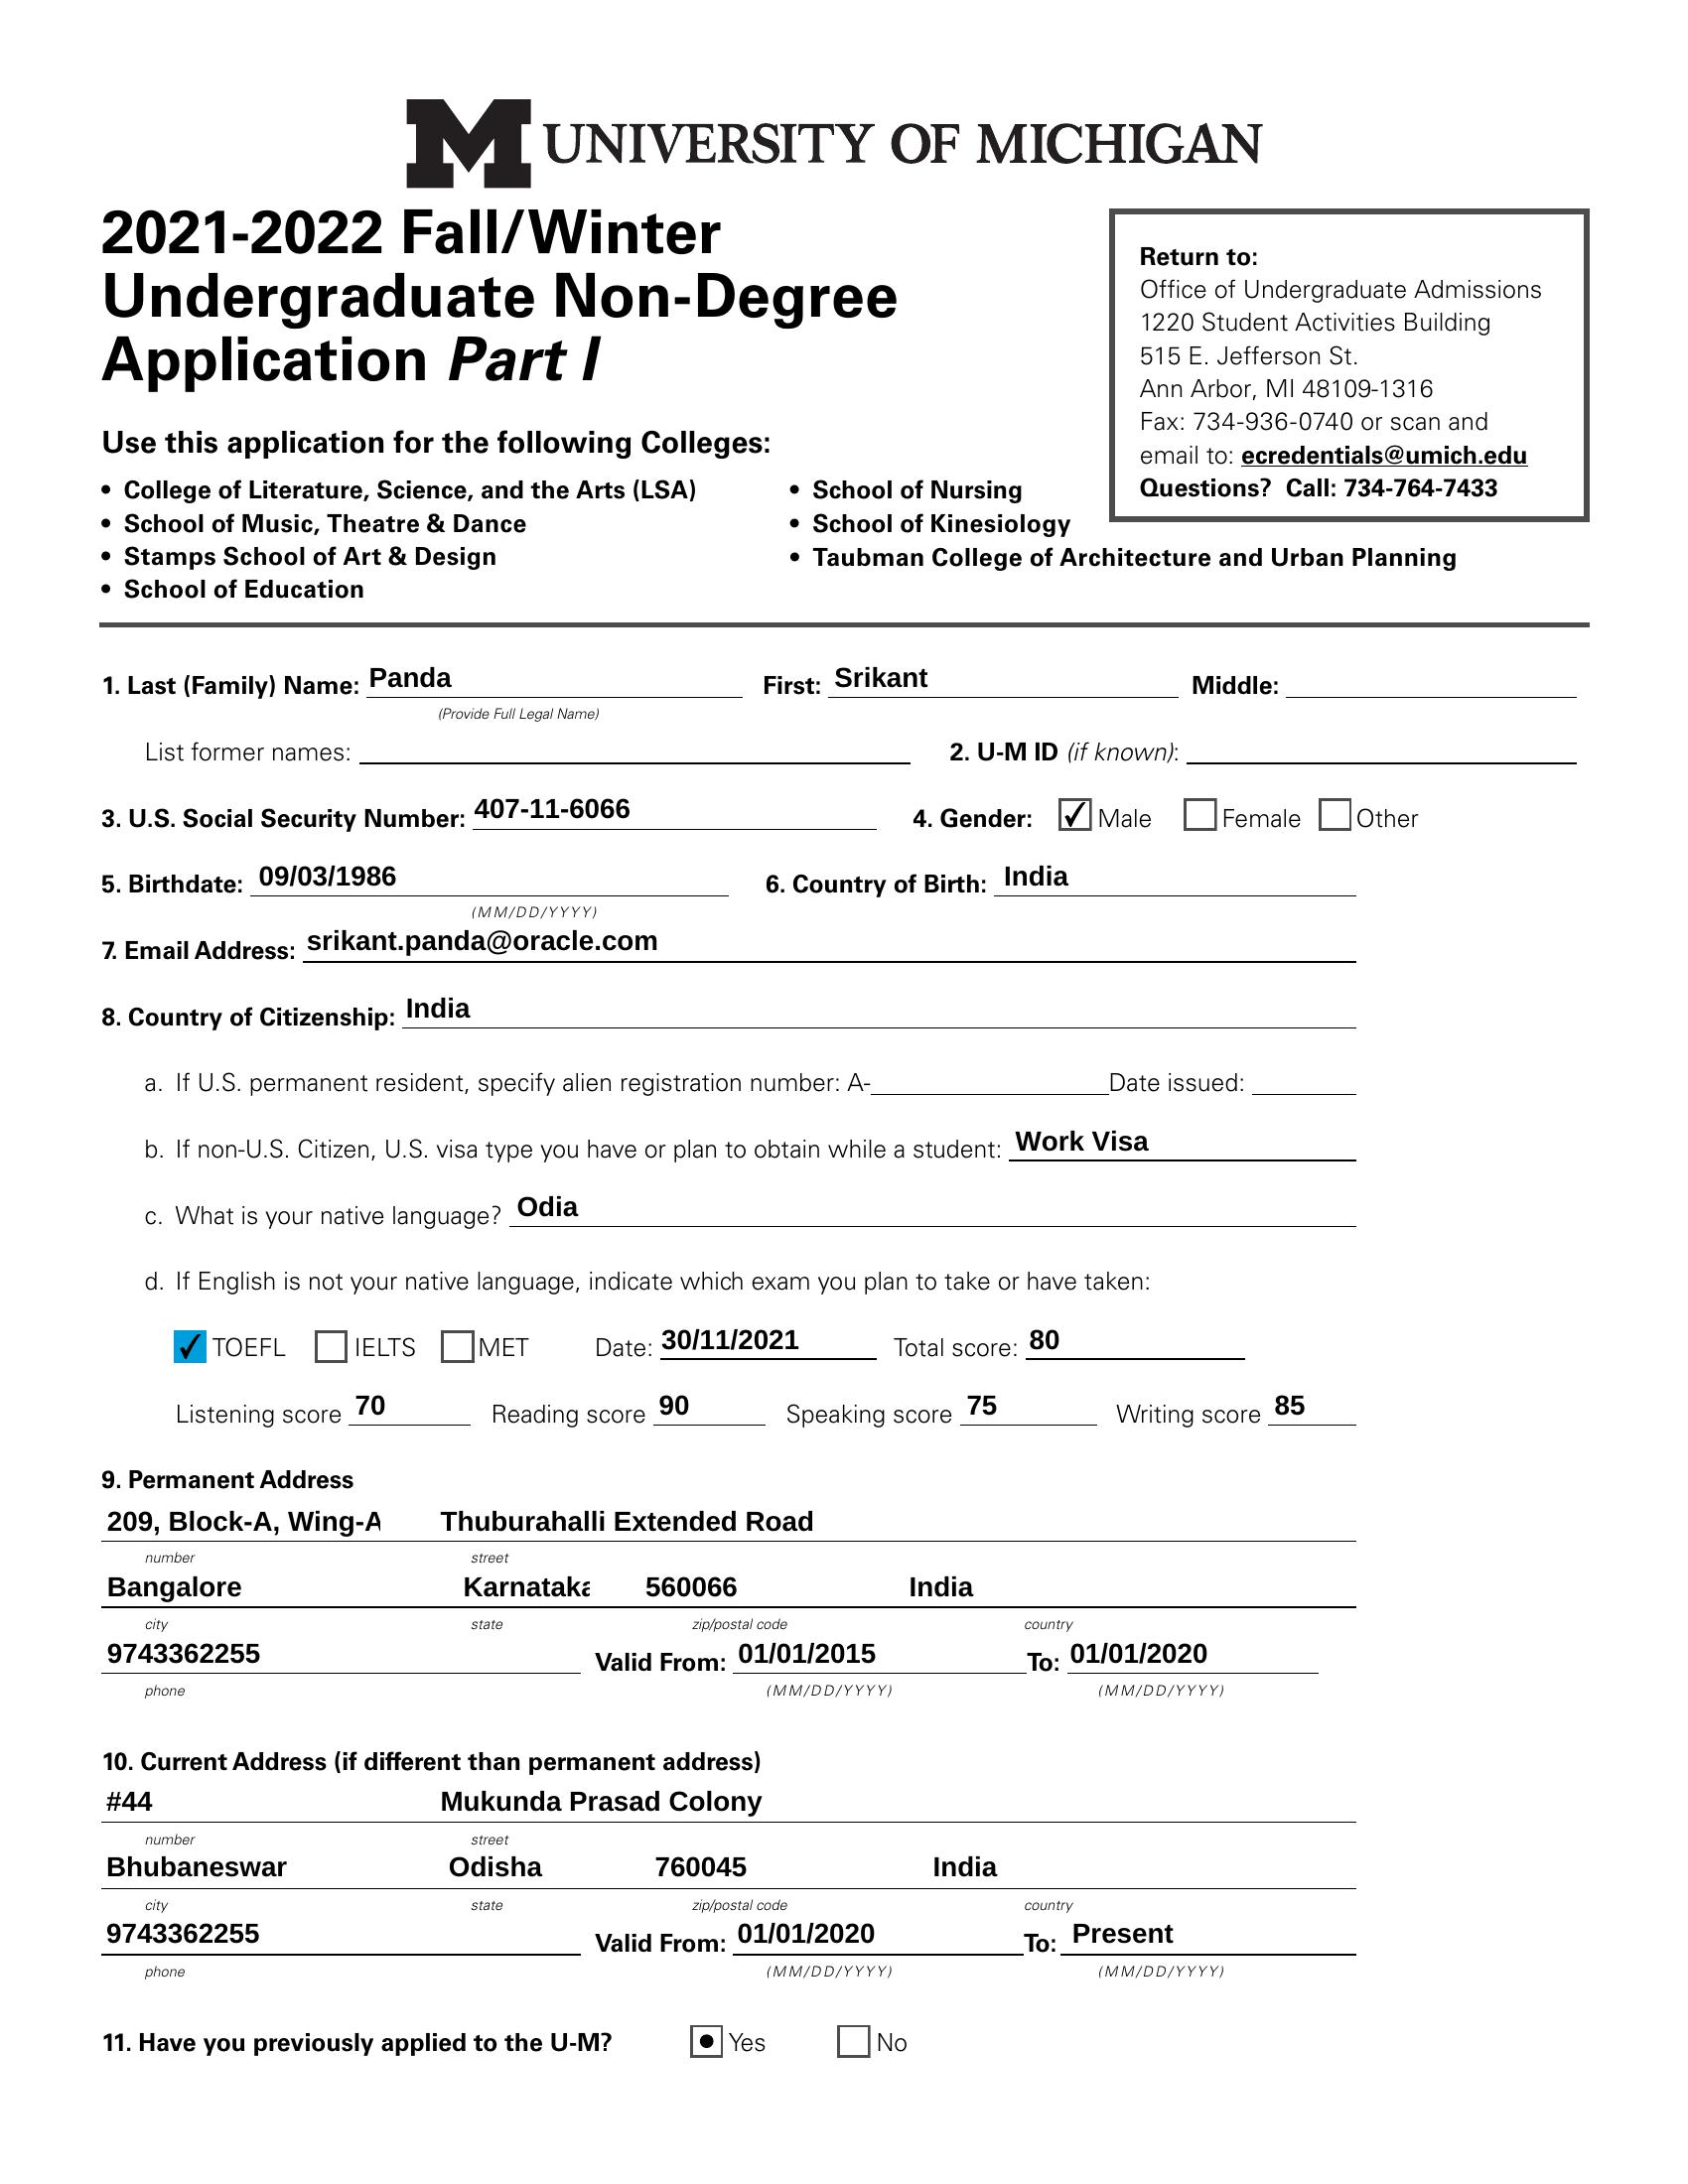 M UNIVERSITY OF MICHIGAN
2021-2022 Fall/Winter
Undergraduate Non-Degree
Application Part I
Return to:
Office of Undergraduate Admissions
1220 Student Activities Building
515 E. Jefferson St.
Ann Arbor, MI 48109-1316
Fax: 734-936-0740 or scan and
email to: ecredentials@umich.edu
Questions? Call: 734-764-7433
Use this application for the following Colleges:
• College of Literature, Science, and the Arts (LSA)
• School of Music, Theatre & Dance
• Stamps School of Art & Design
• School of Education
• School of Nursing
• School of Kinesiology
• Taubman College of Architecture and Urban Planning
1. Last (Family) Name: Panda First: Srikant Middle:
(Provide Full Legal Name)
List former names: 2. U-M ID (if known):
3. U.S. Social Security Number: 407-11-6066 4. Gender: ✓ Male Female Other
5. Birthdate: 09/03/1986 6. Country of Birth: India
(MM/DD/YYYY)
7. Email Address: srikant.panda@oracle.com
8. Country of Citizenship: India
a. If U.S. permanent resident, specify alien registration number: A- Date issued:
b. If non-U.S. Citizen, U.S. visa type you have or plan to obtain while a student: Work Visa
c. What is your native language? Odia
d. If English is not your native language, indicate which exam you plan to take or have taken:
✓ TOEFL IELTS MET Date: 30/11/2021 Total score: 80
Listening score 70 Reading score 90 Speaking score 75 Writing score 85
9. Permanent Address
209, Block-A, Wing-A Thuburahalli Extended Road
number street
Bangalore Karnataka 560066 India
city state zip/postal code country
9743362255 Valid From: 01/01/2015 To: 01/01/2020
phone (MM/DD/YYYY) (MM/DD/YYYY)
10. Current Address (if different than permanent address)
#44 Mukunda Prasad Colony
number street
Bhubaneswar Odisha 760045 India
city state zip/postal code country
9743362255 Valid From: 01/01/2020 To: Present
phone (MM/DD/YYYY) (MM/DD/YYYY)
11. Have you previously applied to the U-M? Yes No